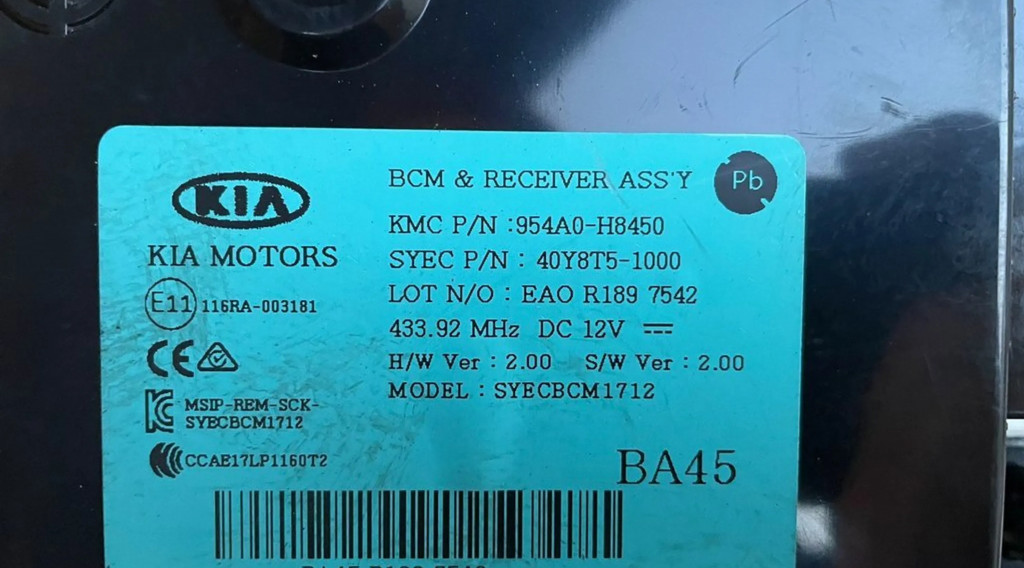 KIA
KIA MOTORS
E11 116RA-003181
CE
MSIP-REM-SCK-
SYECBCM1712
CCAE17LP1160T2
BCM & RECEIVER ASS'Y
Pb
KMC P/N :954A0-H8450
SYEC P/N : 40Y8T5-1000
LOT N/O : EAO R189 7542
433.92 MHz DC 12V
H/W Ver : 2.00 S/W Ver : 2.00
MODEL : SYECBCM1712
BA45